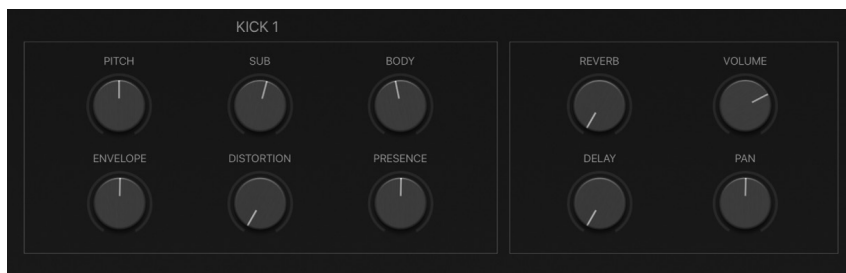 KICK 1
PITCH SUB BODY REVERB VOLUME
ENVELOPE DISTORTION PRESENCE DELAY PAN